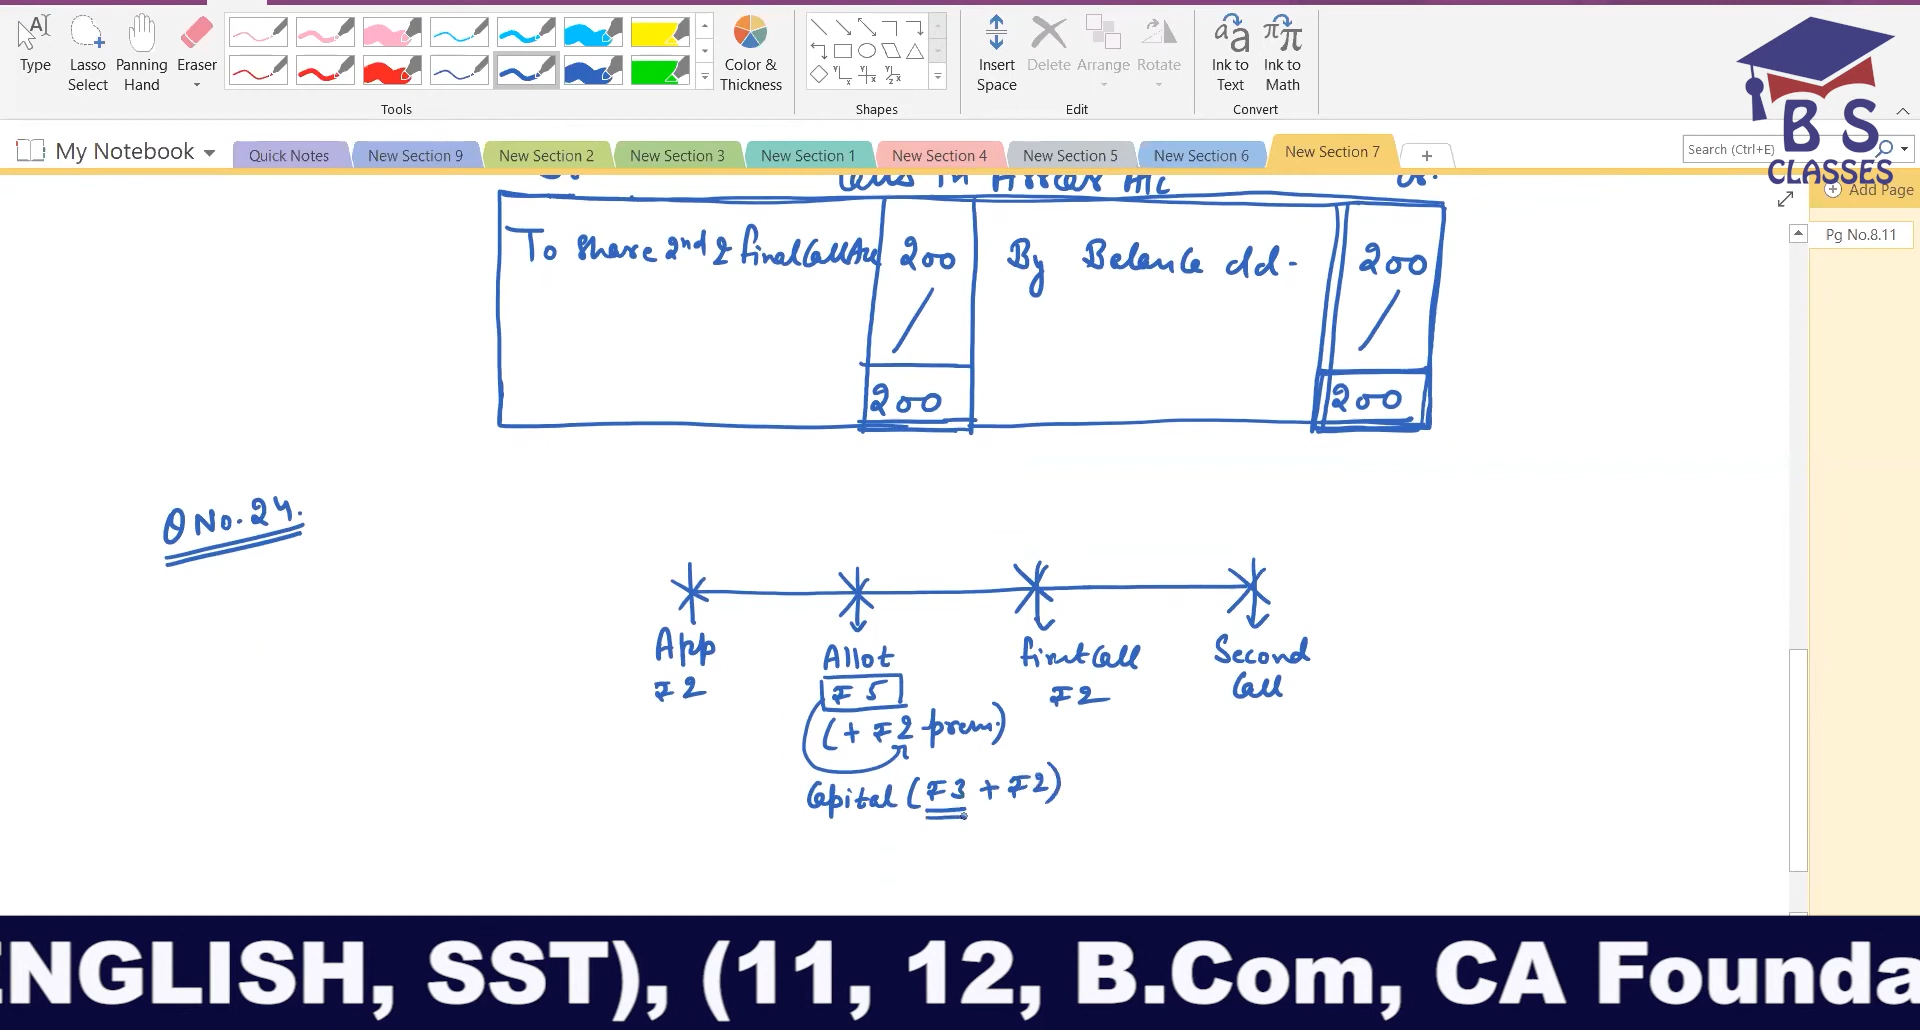 Type
Lasso Select
Panning Hand
Eraser
Color & Thickness
Insert Space
Delete
Arrange
Rotate
Ink to Text
Ink to Math
Tools
Shapes
Edit
Convert
B S
CLASSES
My Notebook
Quick Notes
New Section 9
New Section 2
New Section 3
New Section 1
New Section 4
New Section 5
New Section 6
New Section 7
Search (Ctrl+E)
Add Page
Pg No.8.11
Calls in Arrear A/c
To Share 2nd & final Call A/c 200 By Balance c/d - 200
200 200
Q No. 24.
App Allot first Call Second
₹ 2 ₹ 5 ₹ 2 Call
(+ ₹2 prem.)
Capital (₹3 + ₹2)
ENGLISH, SST), (11, 12, B.Com, CA Founda